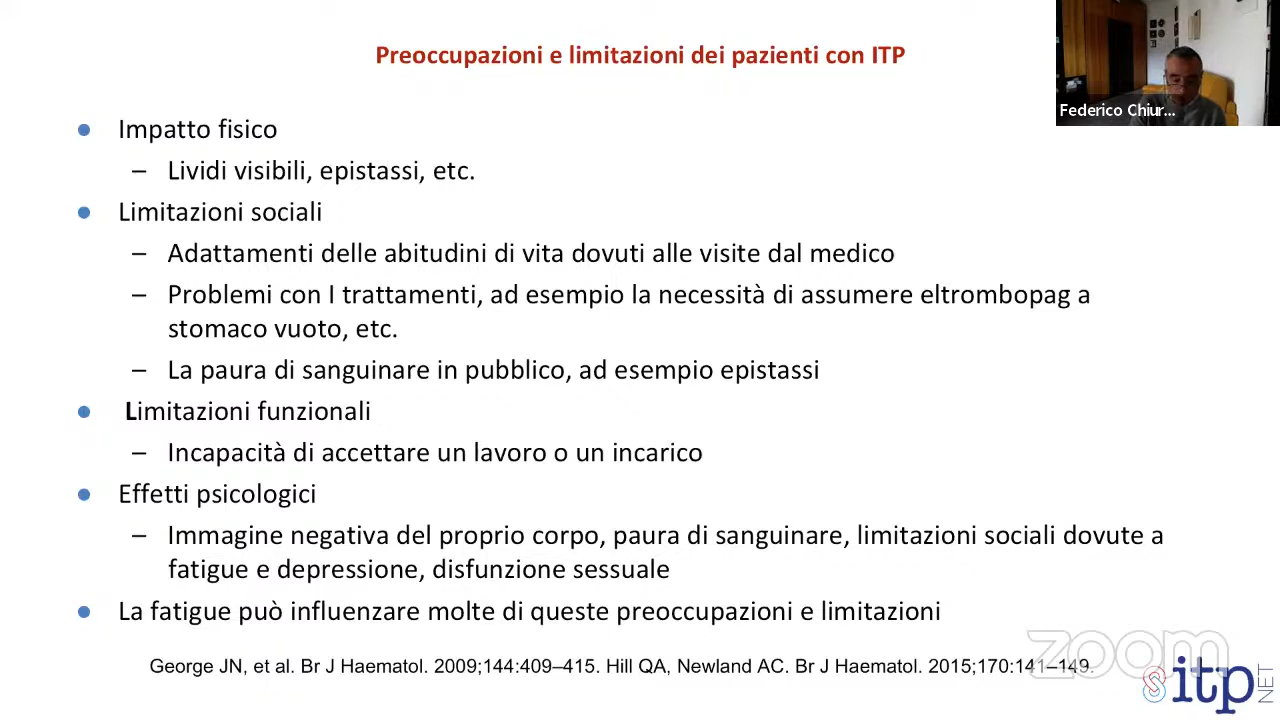 Preoccupazioni e limitazioni dei pazienti con ITP
Federico Chiur...
● Impatto fisico
– Lividi visibili, epistassi, etc.
● Limitazioni sociali
– Adattamenti delle abitudini di vita dovuti alle visite dal medico
– Problemi con I trattamenti, ad esempio la necessità di assumere eltrombopag a
stomaco vuoto, etc.
– La paura di sanguinare in pubblico, ad esempio epistassi
● Limitazioni funzionali
– Incapacità di accettare un lavoro o un incarico
● Effetti psicologici
– Immagine negativa del proprio corpo, paura di sanguinare, limitazioni sociali dovute a
fatigue e depressione, disfunzione sessuale
● La fatigue può influenzare molte di queste preoccupazioni e limitazioni
George JN, et al. Br J Haematol. 2009;144:409–415. Hill QA, Newland AC. Br J Haematol. 2015;170:141–149.
zoom
itp
NET